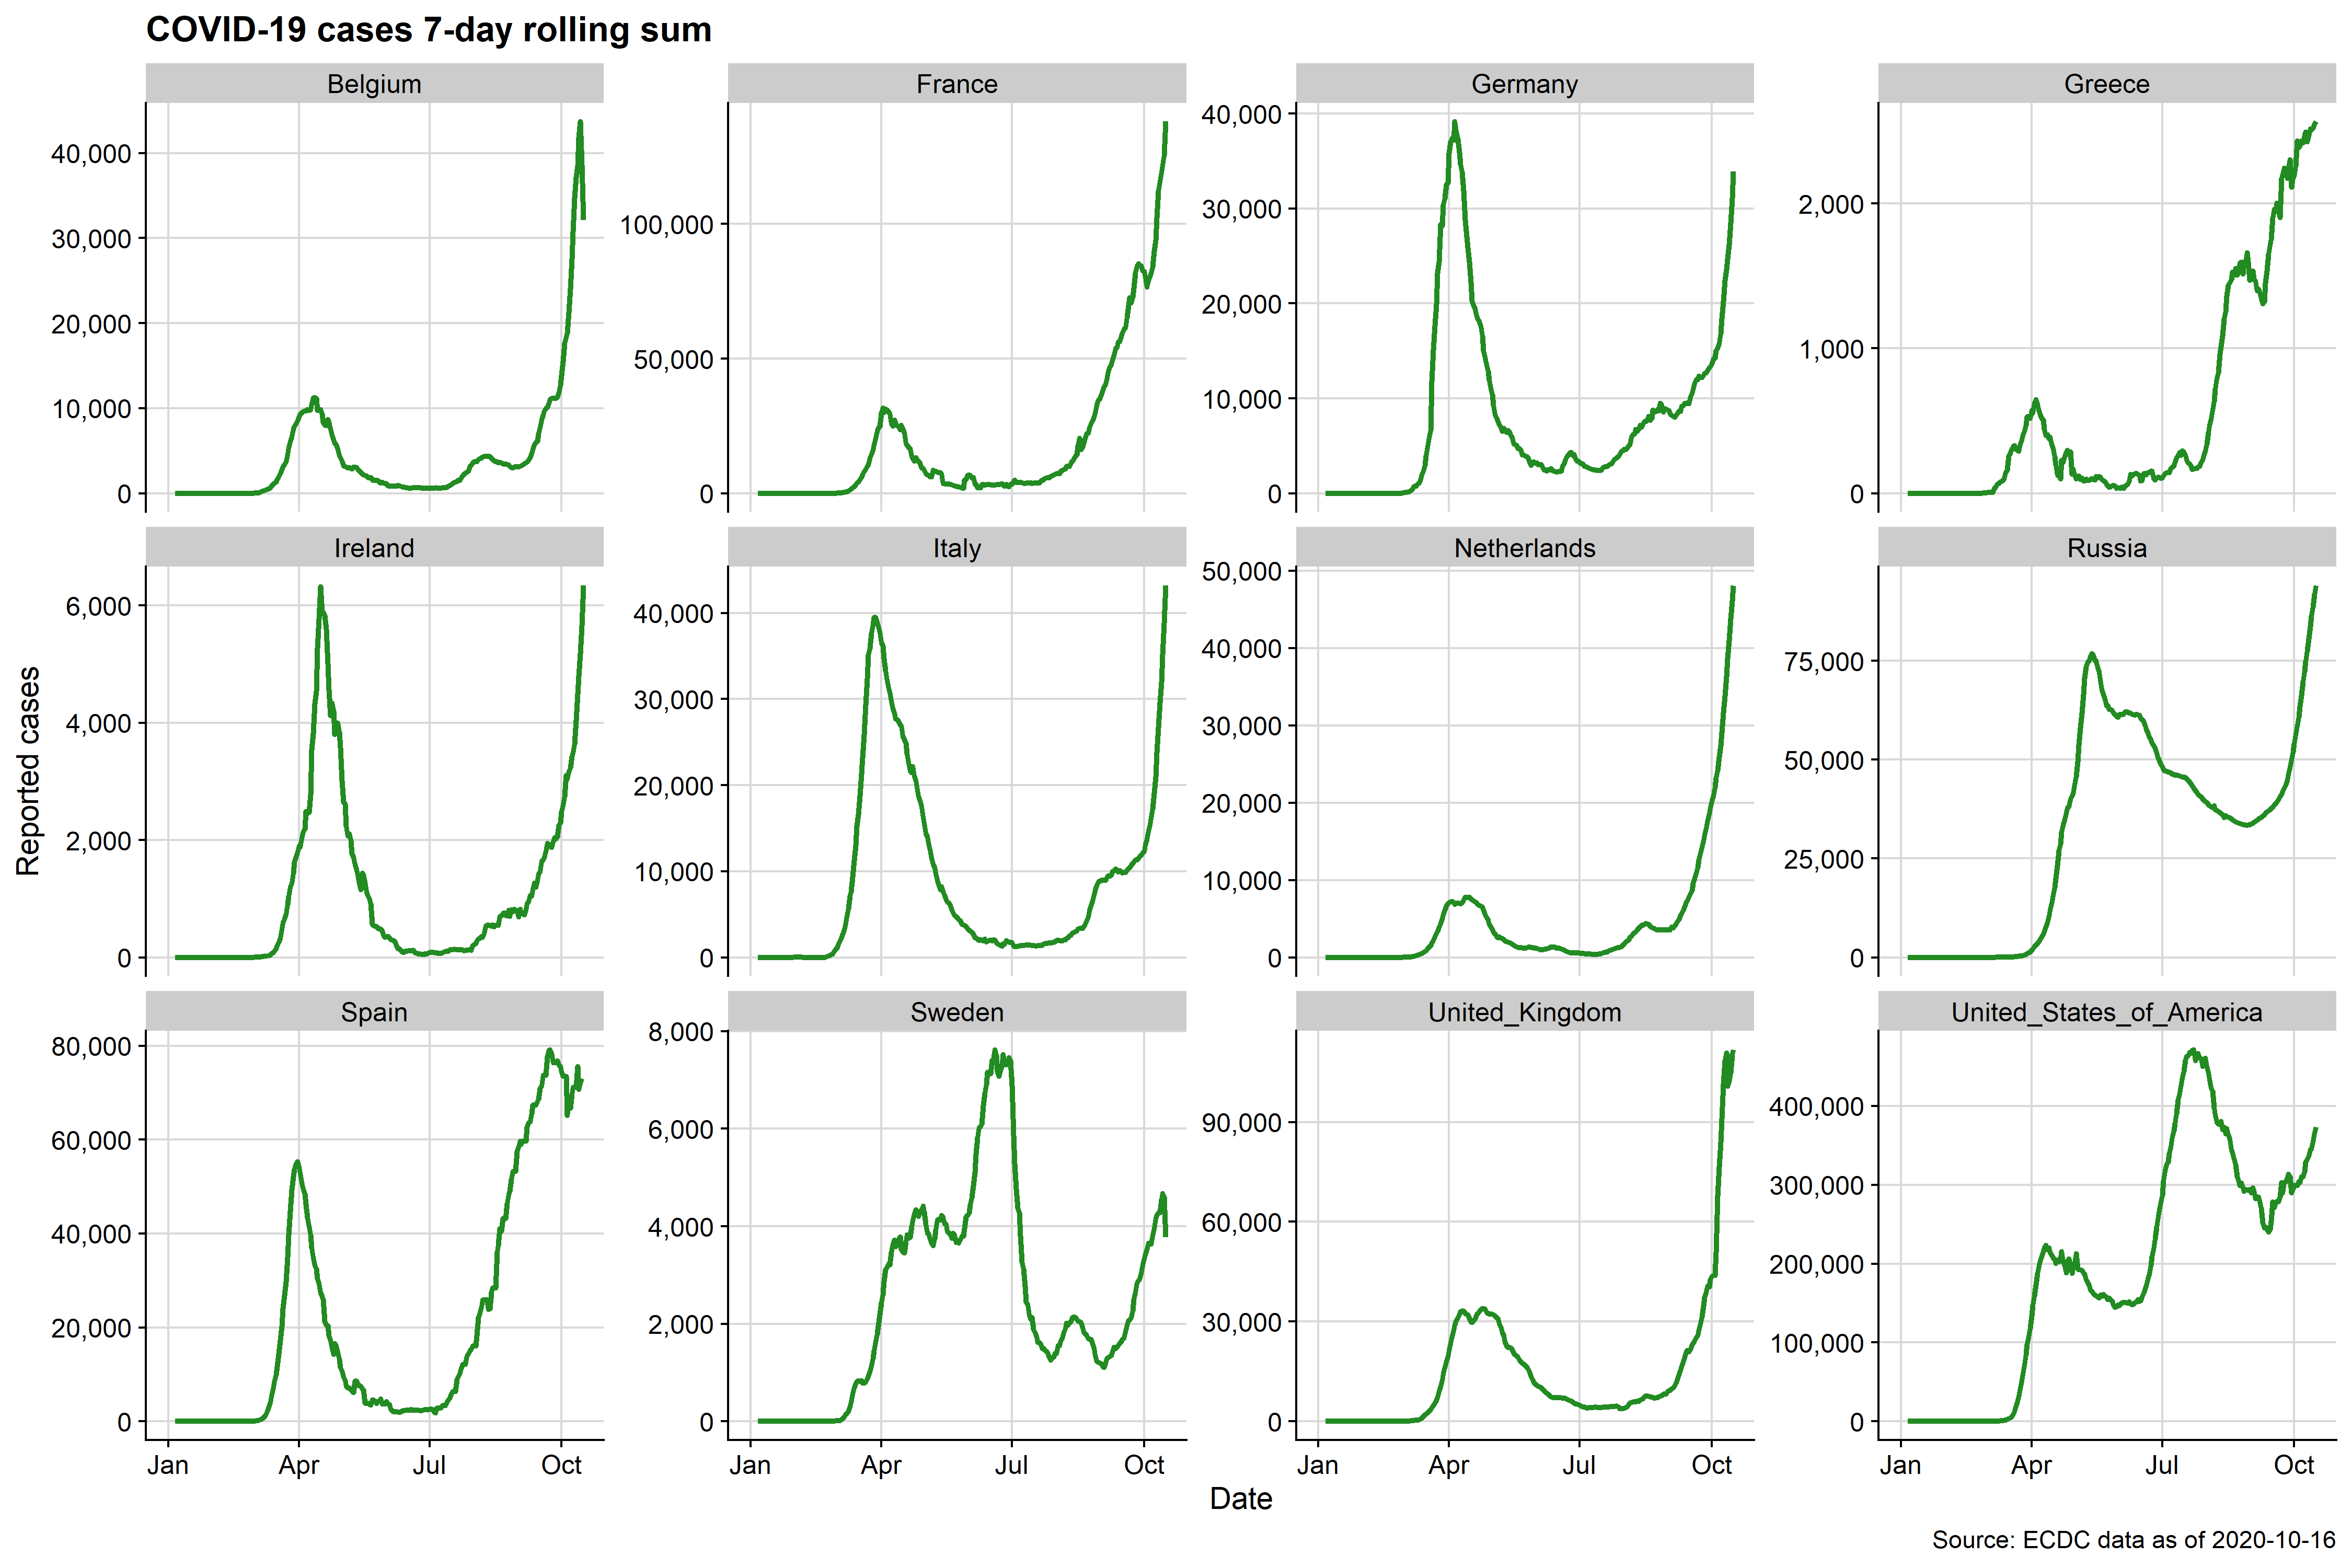 COVID-19 cases 7-day rolling sum
Belgium
France
Germany
Greece
40,000
30,000
20,000
10,000
0
100,000
50,000
0
40,000
30,000
20,000
10,000
0
2,000
1,000
0
Ireland
Italy
Netherlands
Russia
6,000
4,000
2,000
0
40,000
30,000
20,000
10,000
0
50,000
40,000
30,000
20,000
10,000
0
75,000
50,000
25,000
0
Reported cases
Spain
Sweden
United_Kingdom
United_States_of_America
80,000
60,000
40,000
20,000
0
8,000
6,000
4,000
2,000
0
90,000
60,000
30,000
0
400,000
300,000
200,000
100,000
0
Jan Apr Jul Oct
Jan Apr Jul Oct
Jan Apr Jul Oct
Jan Apr Jul Oct
Date
Source: ECDC data as of 2020-10-16